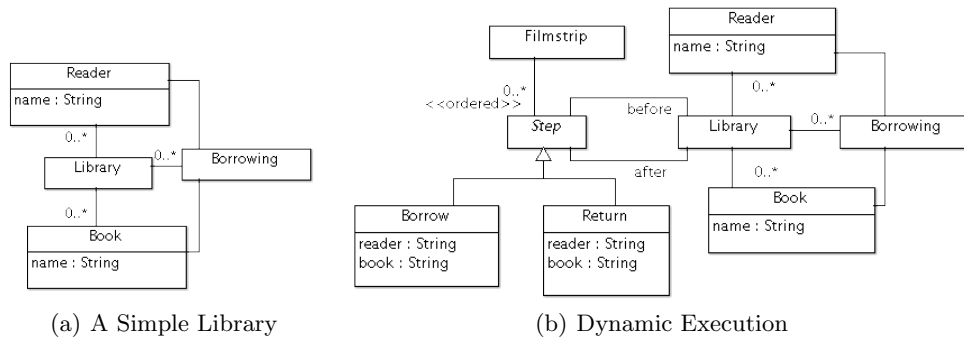 Reader
name : String
0..*
Library
0..*
Borrowing
0..*
Book
name : String
(a) A Simple Library
Filmstrip
0..*
<<ordered>>
Step
before
after
Borrow
reader : String
book : String
Return
reader : String
book : String
Reader
name : String
0..*
Library
0..*
Borrowing
0..*
Book
name : String
(b) Dynamic Execution